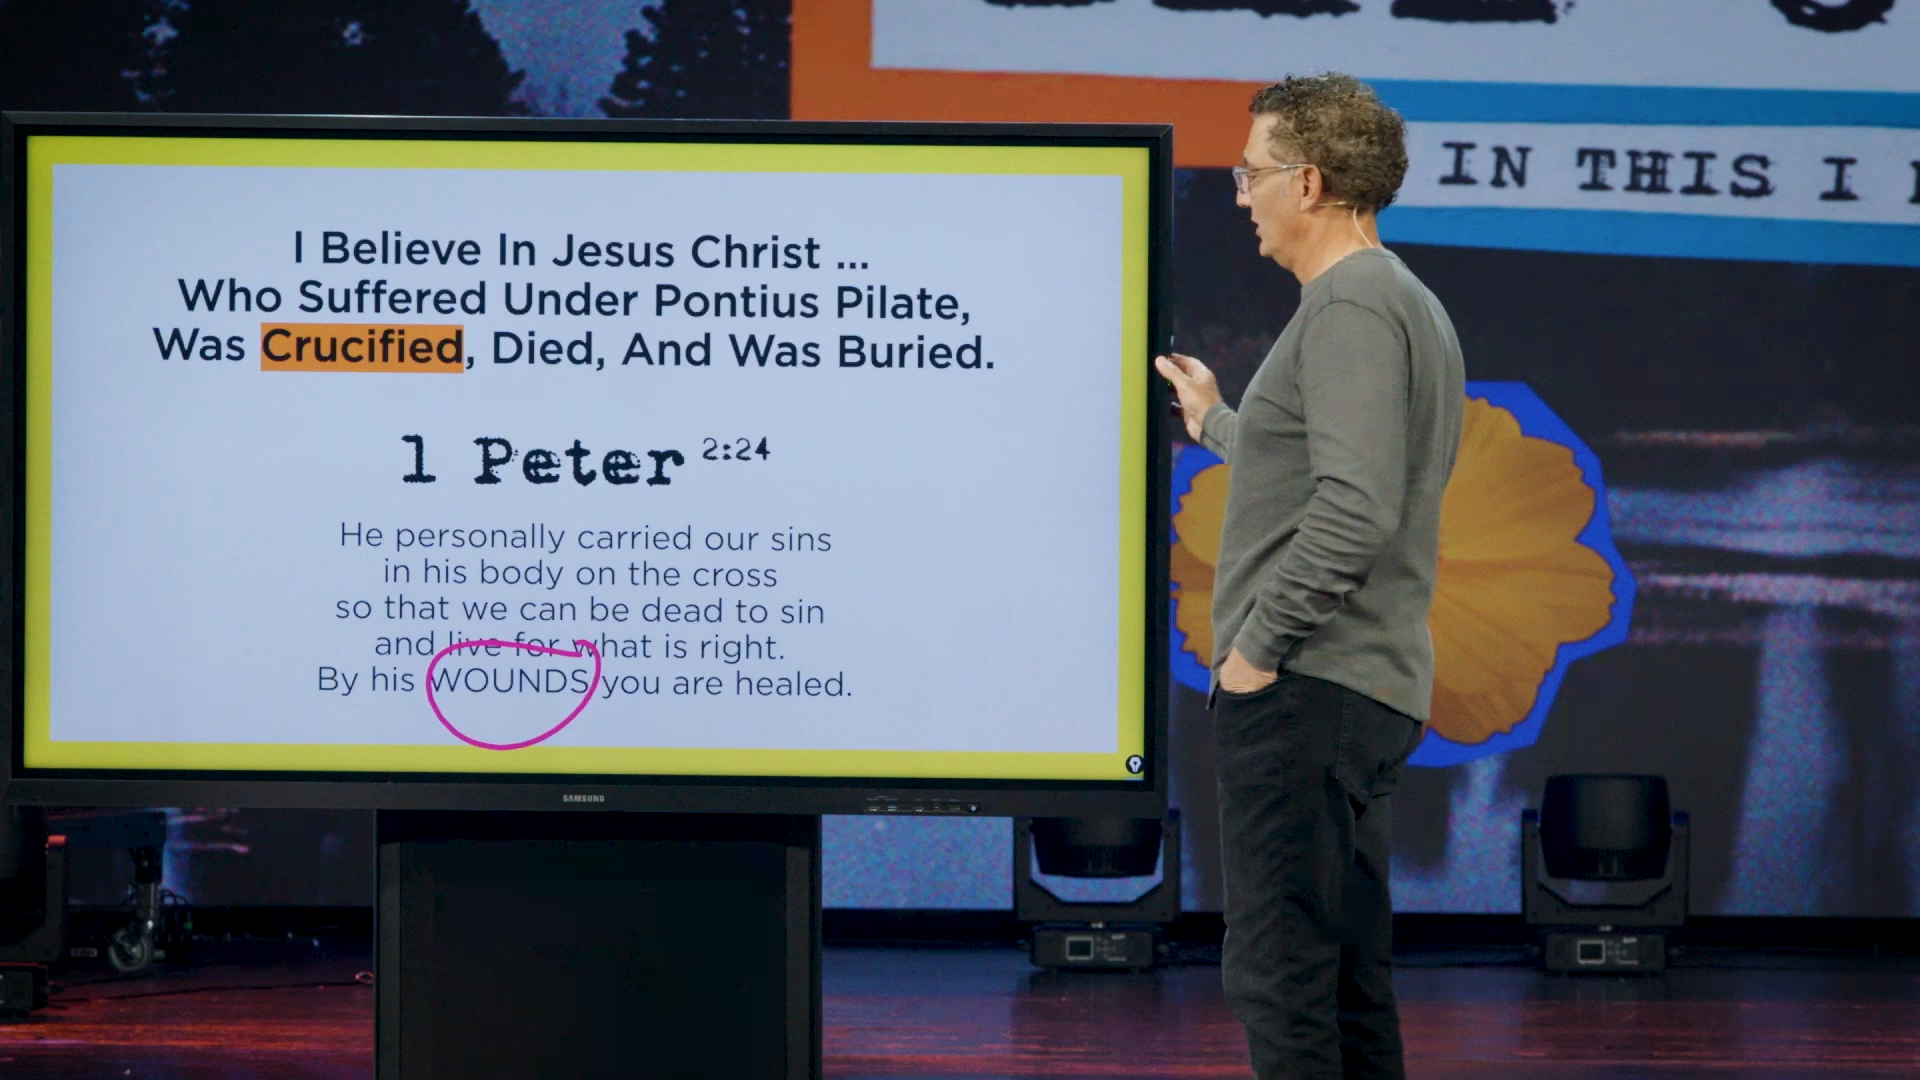 I Believe In Jesus Christ ...
Who Suffered Under Pontius Pilate,
Was Crucified, Died, And Was Buried.
1 Peter 2:24
He personally carried our sins
in his body on the cross
so that we can be dead to sin
and live for what is right.
By his WOUNDS you are healed.
SAMSUNG
IN THIS I